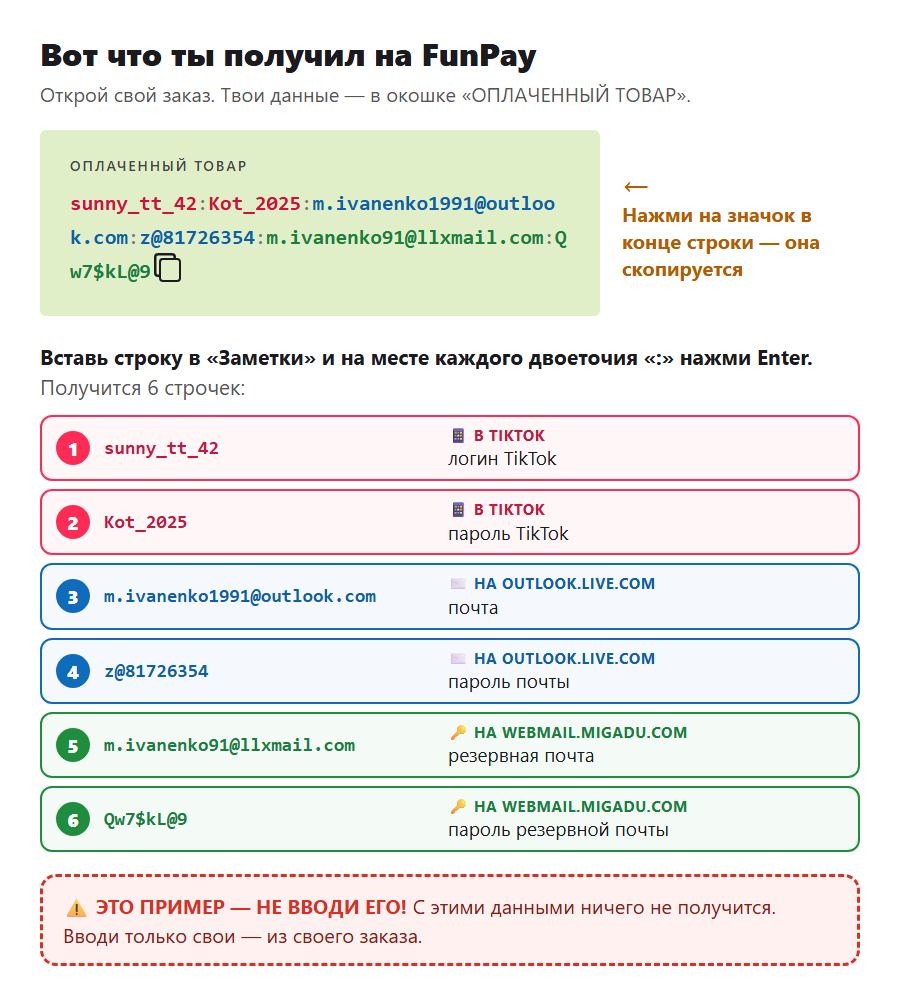 Вот что ты получил на FunPay
Открой свой заказ. Твои данные — в окошке «ОПЛАЧЕННЫЙ ТОВАР».
ОПЛАЧЕННЫЙ ТОВАР
sunny_tt_42:Kot_2025:m.ivanenko1991@outloo
k.com:z@81726354:m.ivanenko91@llxmail.com:Q
w7$kL@9
←
Нажми на значок в
конце строки — она
скопируется
Вставь строку в «Заметки» и на месте каждого двоеточия «:» нажми Enter.
Получится 6 строчек:
1 sunny_tt_42
В TIKTOK
логин TikTok
2 Kot_2025
В TIKTOK
пароль TikTok
3 m.ivanenko1991@outlook.com
НА OUTLOOK.LIVE.COM
почта
4 z@81726354
НА OUTLOOK.LIVE.COM
пароль почты
5 m.ivanenko91@llxmail.com
НА WEBMAIL.MIGADU.COM
резервная почта
6 Qw7$kL@9
НА WEBMAIL.MIGADU.COM
пароль резервной почты
ЭТО ПРИМЕР — НЕ ВВОДИ ЕГО! С этими данными ничего не получится.
Вводи только свои — из своего заказа.